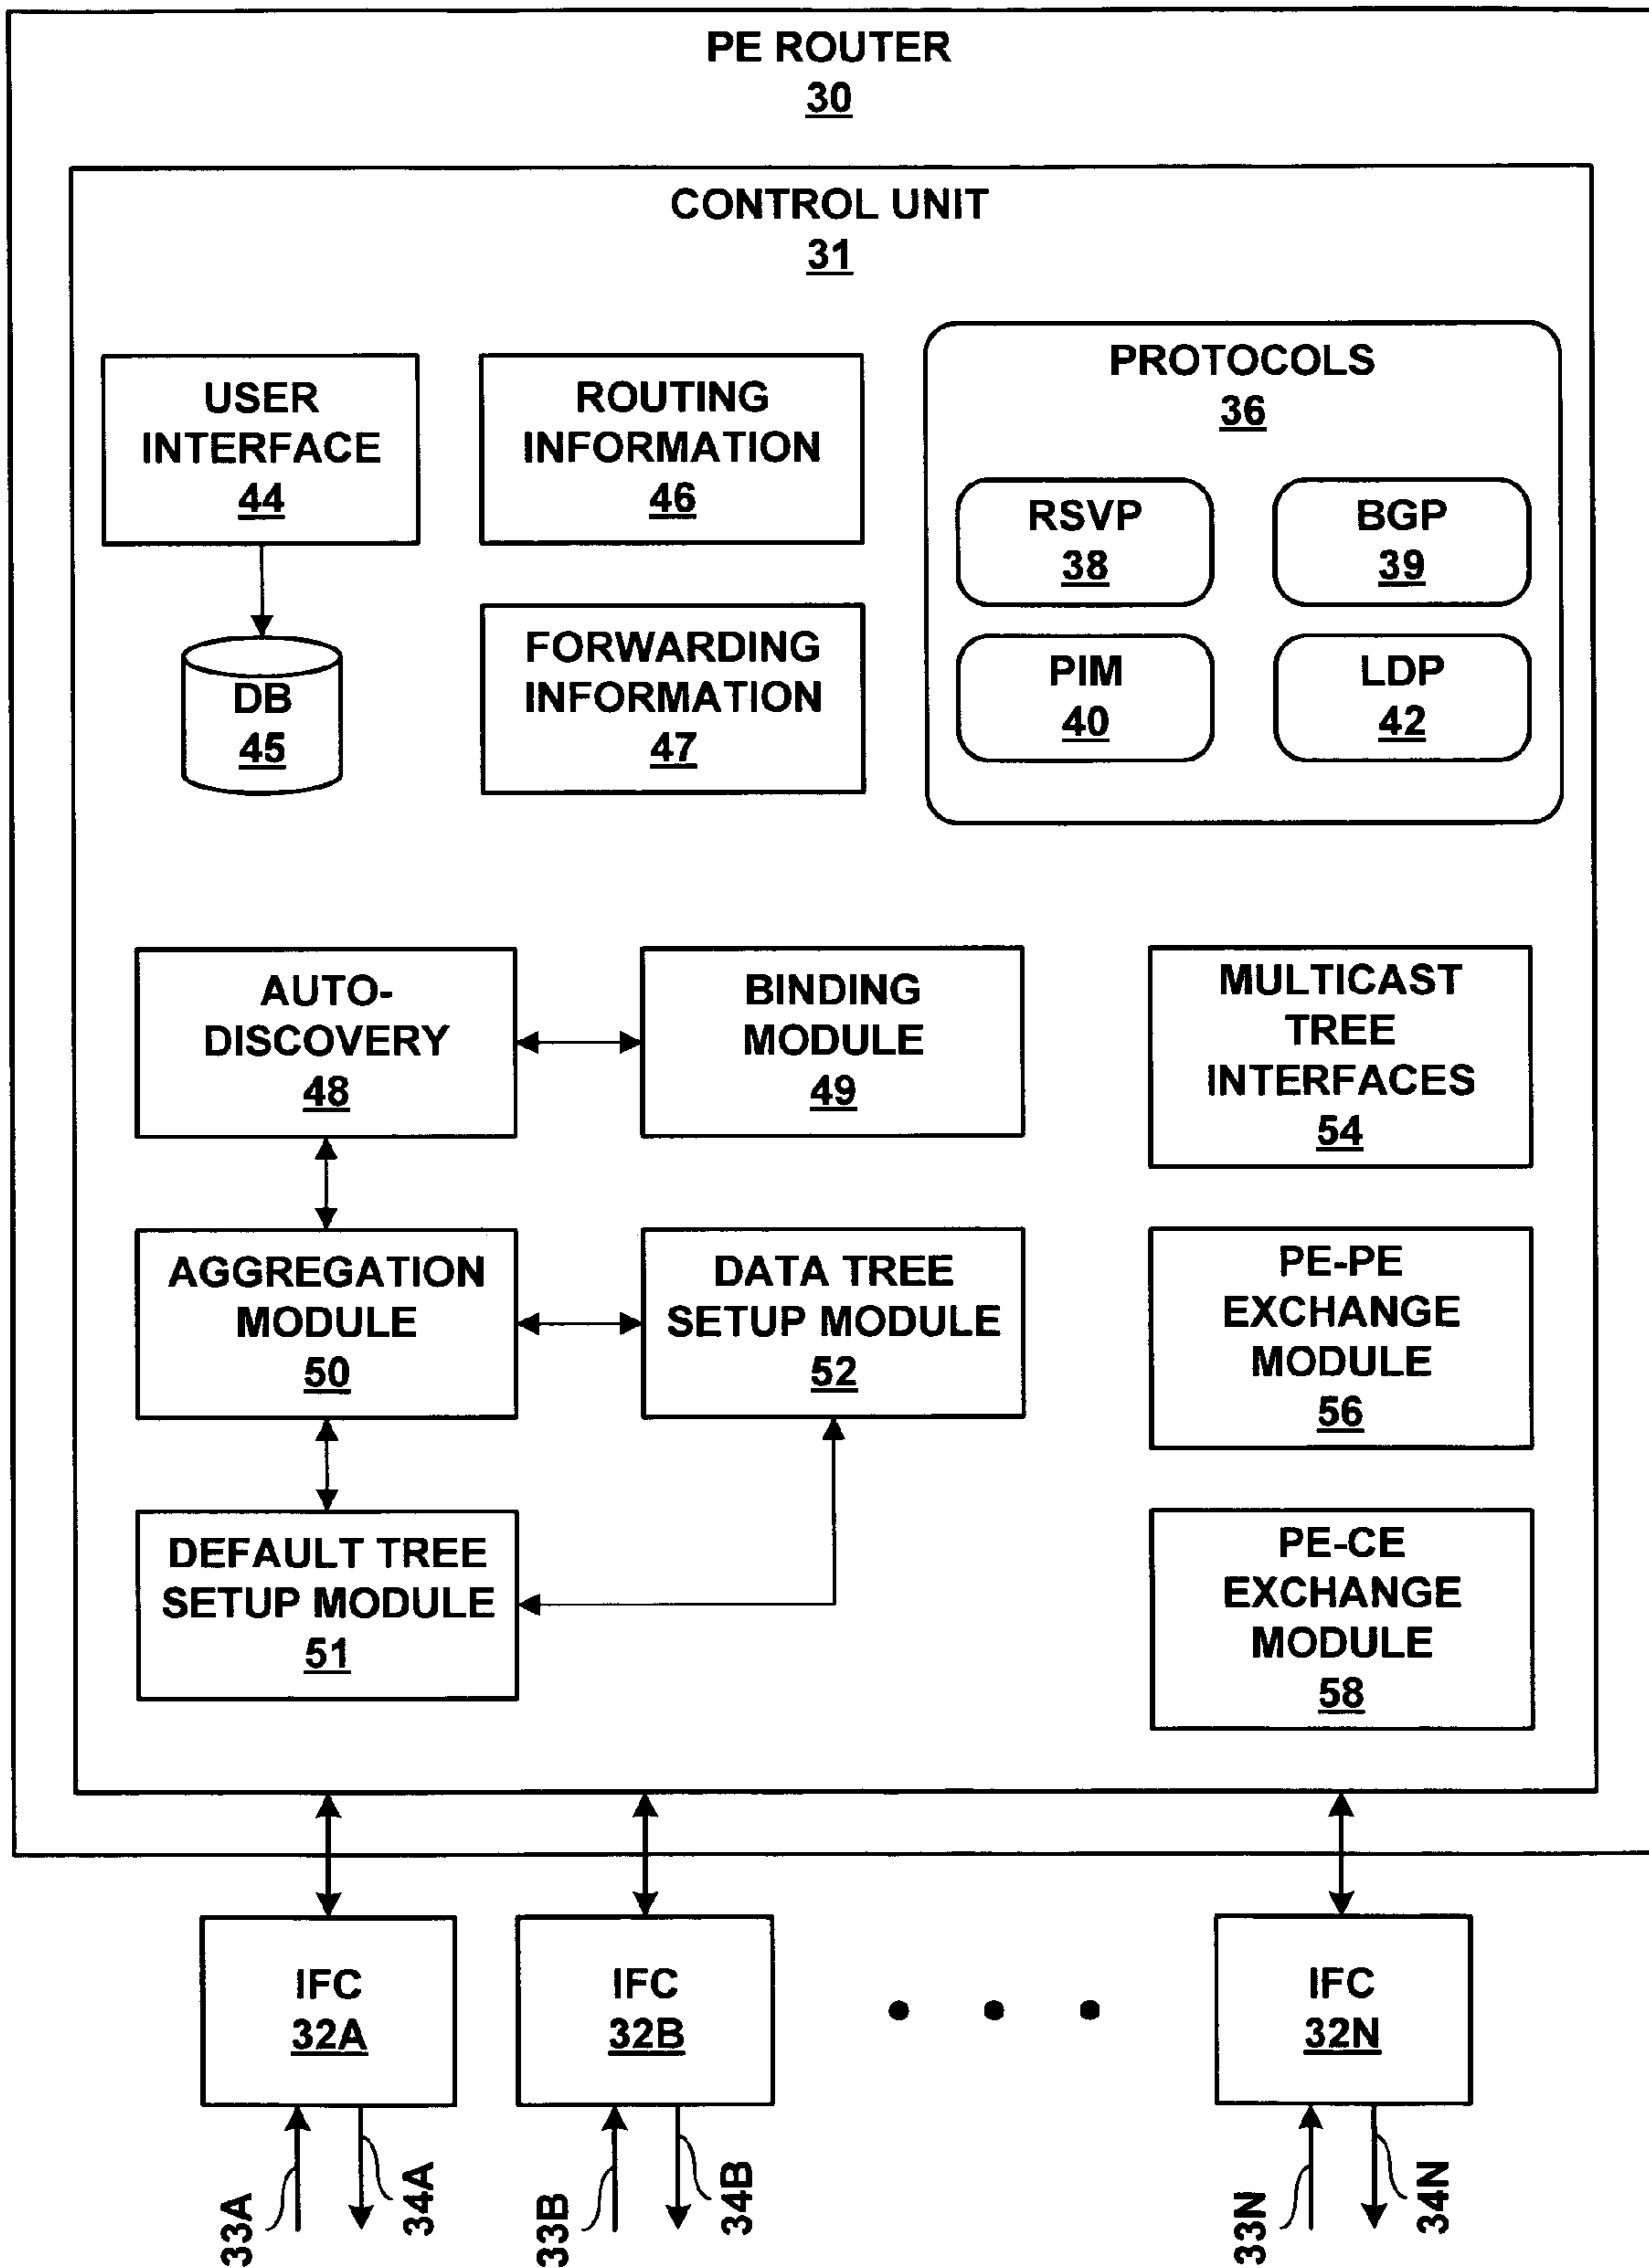 PE ROUTER
30
CONTROL UNIT
31
USER
INTERFACE
44
DB
45
ROUTING
INFORMATION
46
FORWARDING
INFORMATION
47
PROTOCOLS
36
RSVP
38
BGP
39
PIM
40
LDP
42
AUTO-
DISCOVERY
48
BINDING
MODULE
49
MULTICAST
TREE
INTERFACES
54
AGGREGATION
MODULE
50
DATA TREE
SETUP MODULE
52
PE-PE
EXCHANGE
MODULE
56
DEFAULT TREE
SETUP MODULE
51
PE-CE
EXCHANGE
MODULE
58
IFC
32A
IFC
32B
IFC
32N
33A
34A
33B
34B
33N
34N